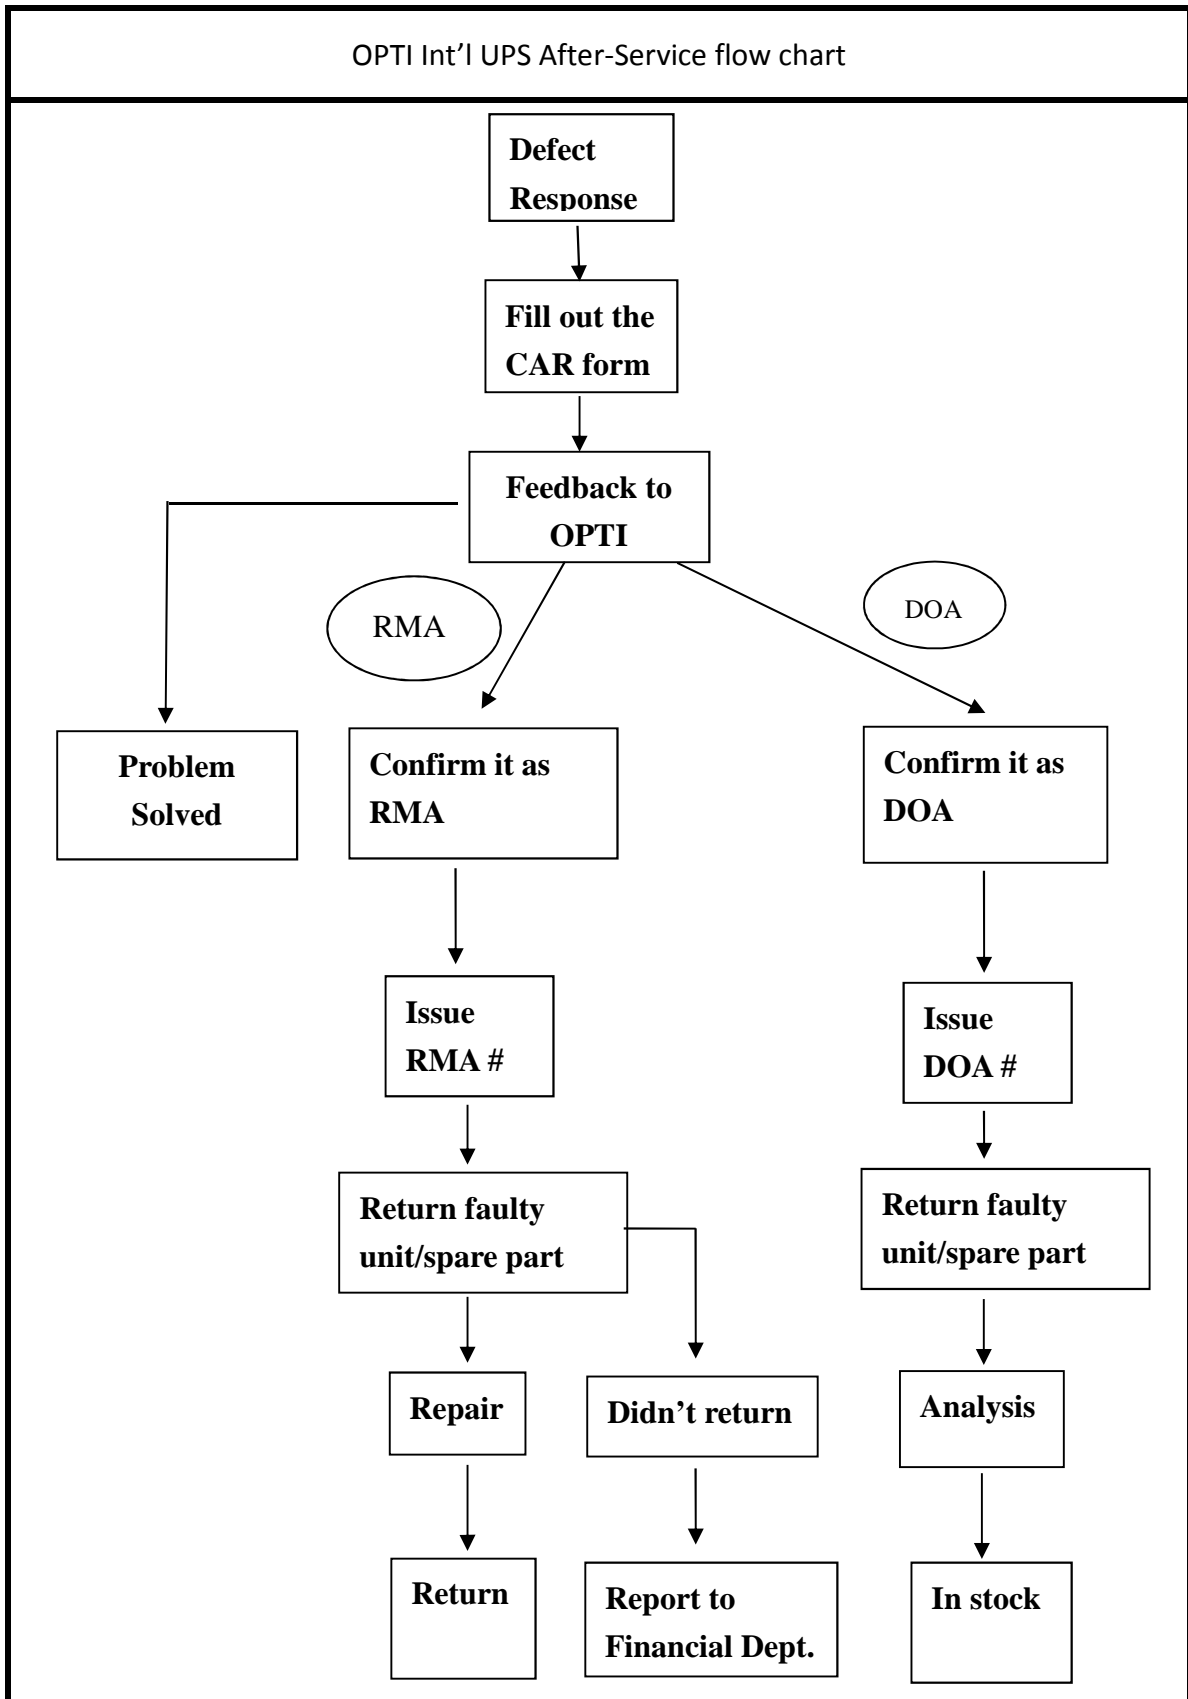 OPTI Int’l UPS After-Service flow chart
Defect
Response
Fill out the
CAR form
Feedback to
OPTI
RMA
DOA
Problem
Solved
Confirm it as
RMA
Confirm it as
DOA
Issue
RMA #
Issue
DOA #
Return faulty
unit/spare part
Return faulty
unit/spare part
Repair
Didn’t return
Analysis
Return
Report to
Financial Dept.
In stock